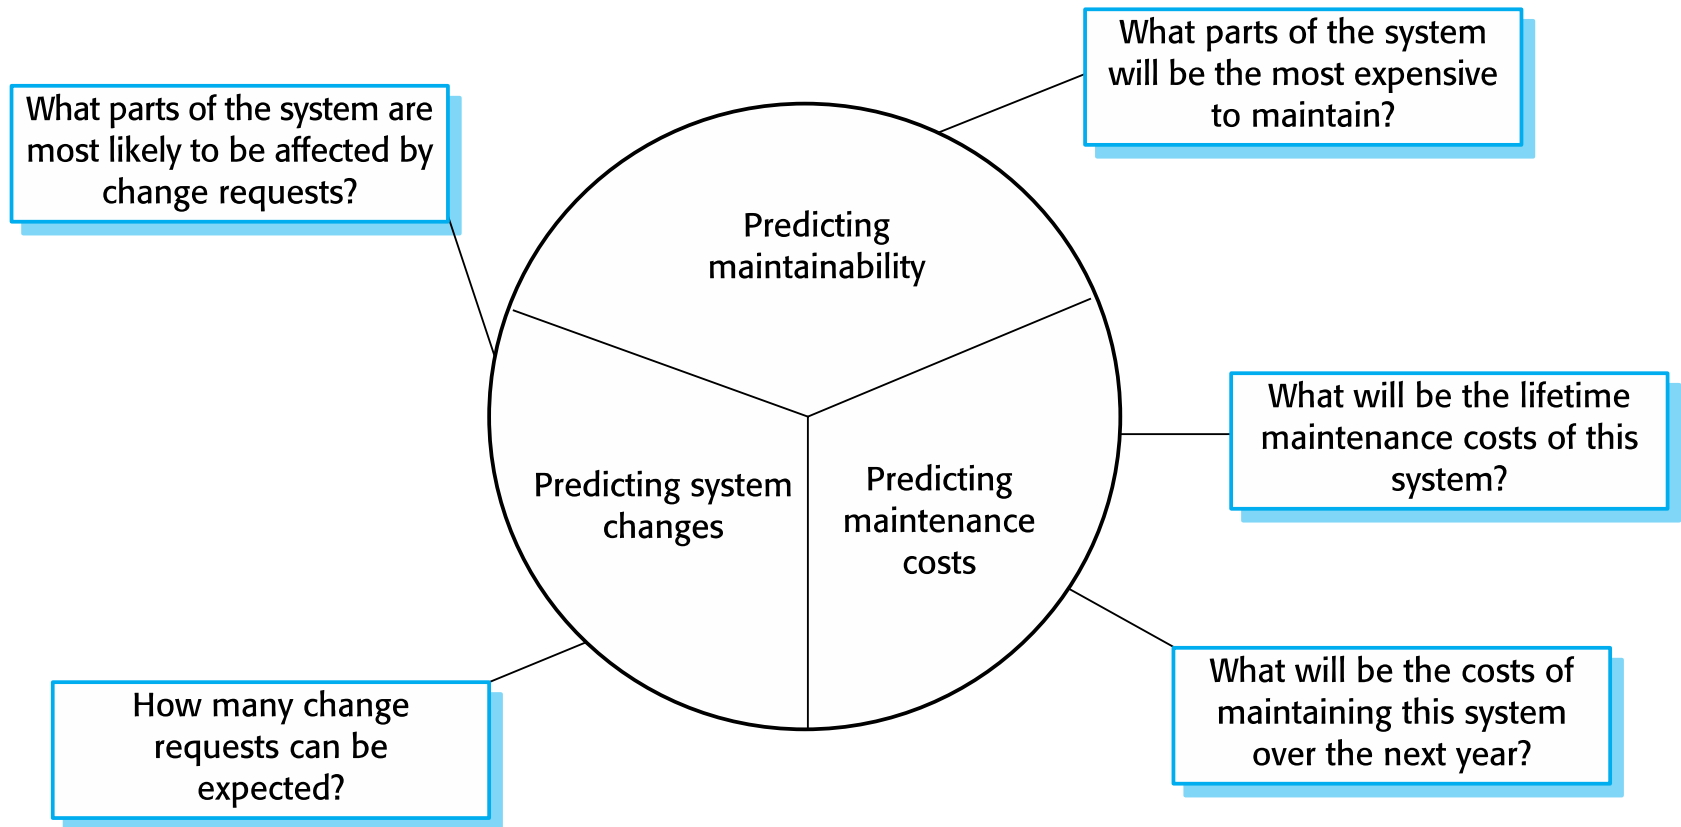 What parts of the system
will be the most expensive
to maintain?
What parts of the system are
most likely to be affected by
change requests?
Predicting
maintainability
What will be the lifetime
maintenance costs of this
system?
Predicting system
changes
Predicting
maintenance
costs
How many change
requests can be
expected?
What will be the costs of
maintaining this system
over the next year?